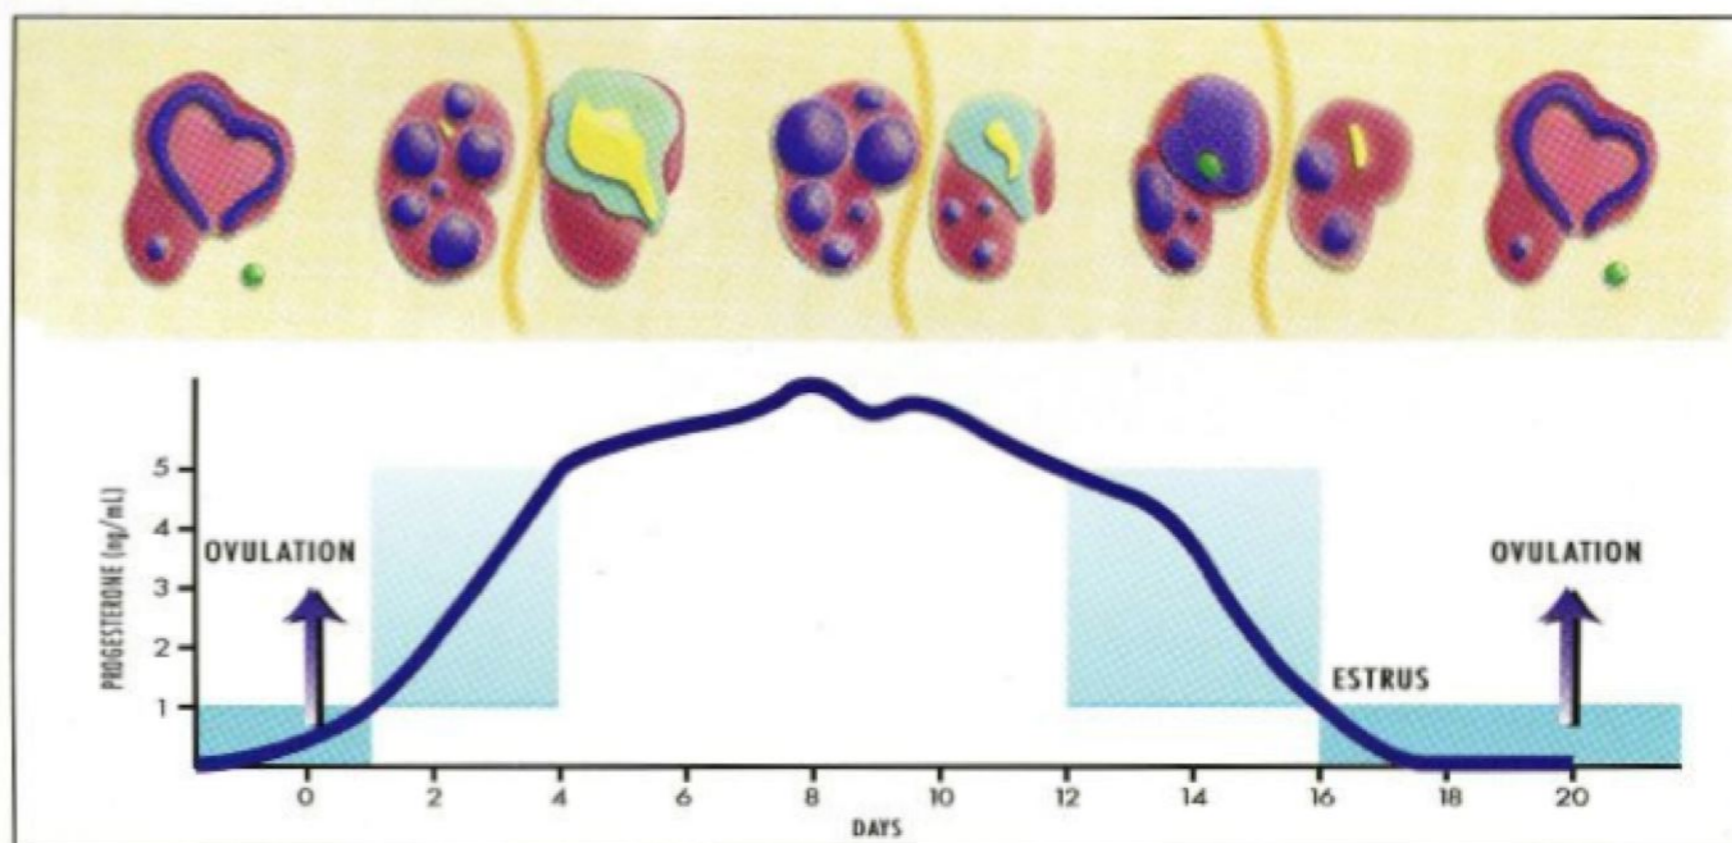 PROGESTERONE (ng/mL)
5
4
3
2
1
OVULATION
OVULATION
ESTRUS
0 2 4 6 8 10 12 14 16 18 20
DAYS